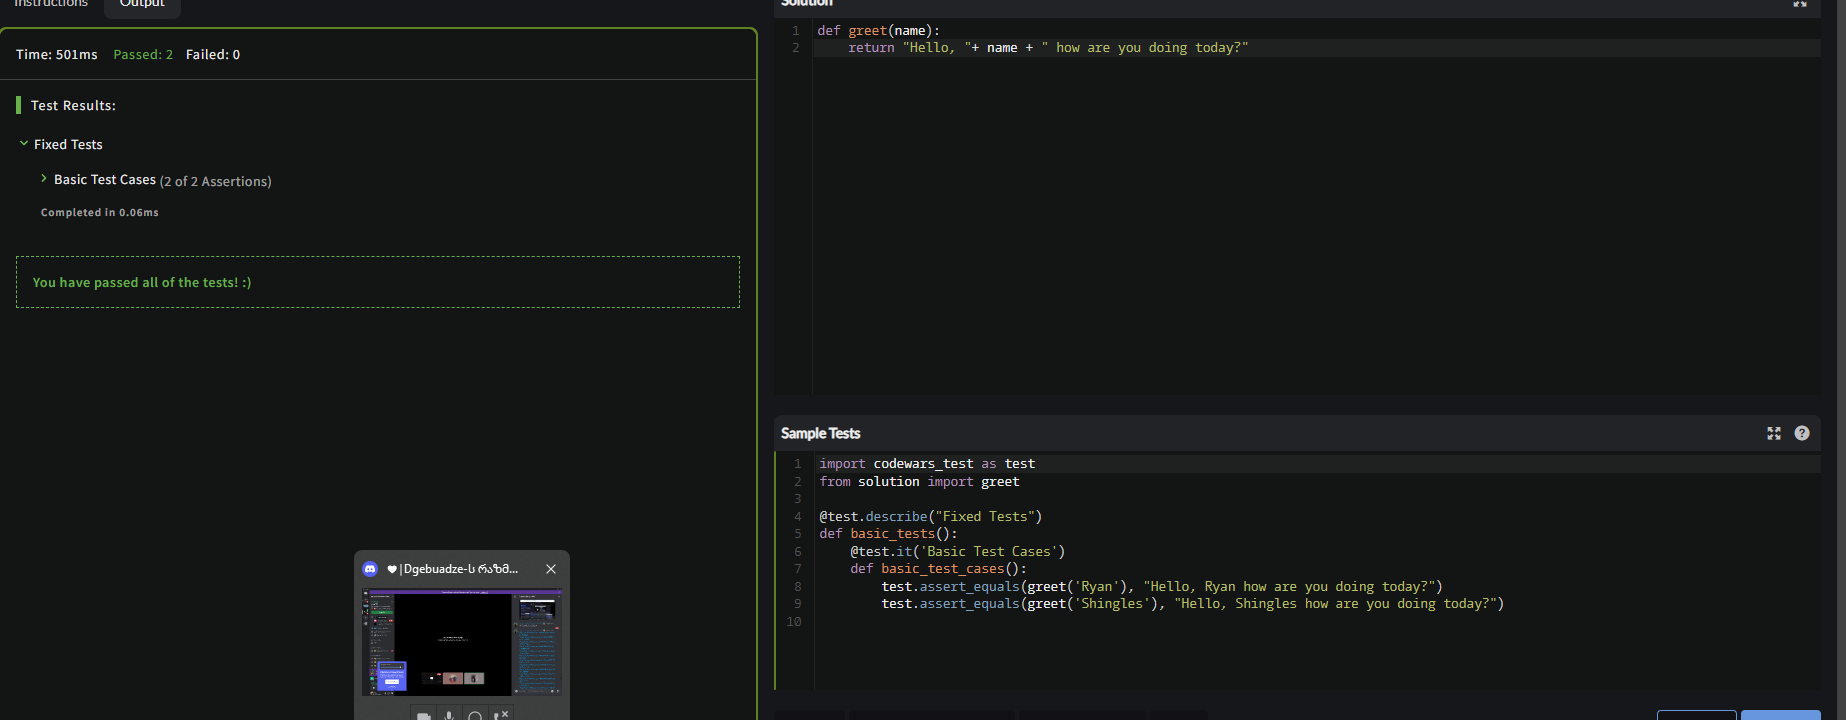 Instructions
Output
Time: 501ms Passed: 2 Failed: 0
Test Results:
Fixed Tests
Basic Test Cases (2 of 2 Assertions)
Completed in 0.06ms
You have passed all of the tests! :)
♥|Dgebuadze-ს რაზმ...
Solution
1 def greet(name):
2     return "Hello, "+ name + " how are you doing today?"
Sample Tests
1 import codewars_test as test
2 from solution import greet
3
4 @test.describe("Fixed Tests")
5 def basic_tests():
6     @test.it('Basic Test Cases')
7     def basic_test_cases():
8         test.assert_equals(greet('Ryan'), "Hello, Ryan how are you doing today?")
9         test.assert_equals(greet('Shingles'), "Hello, Shingles how are you doing today?")
10